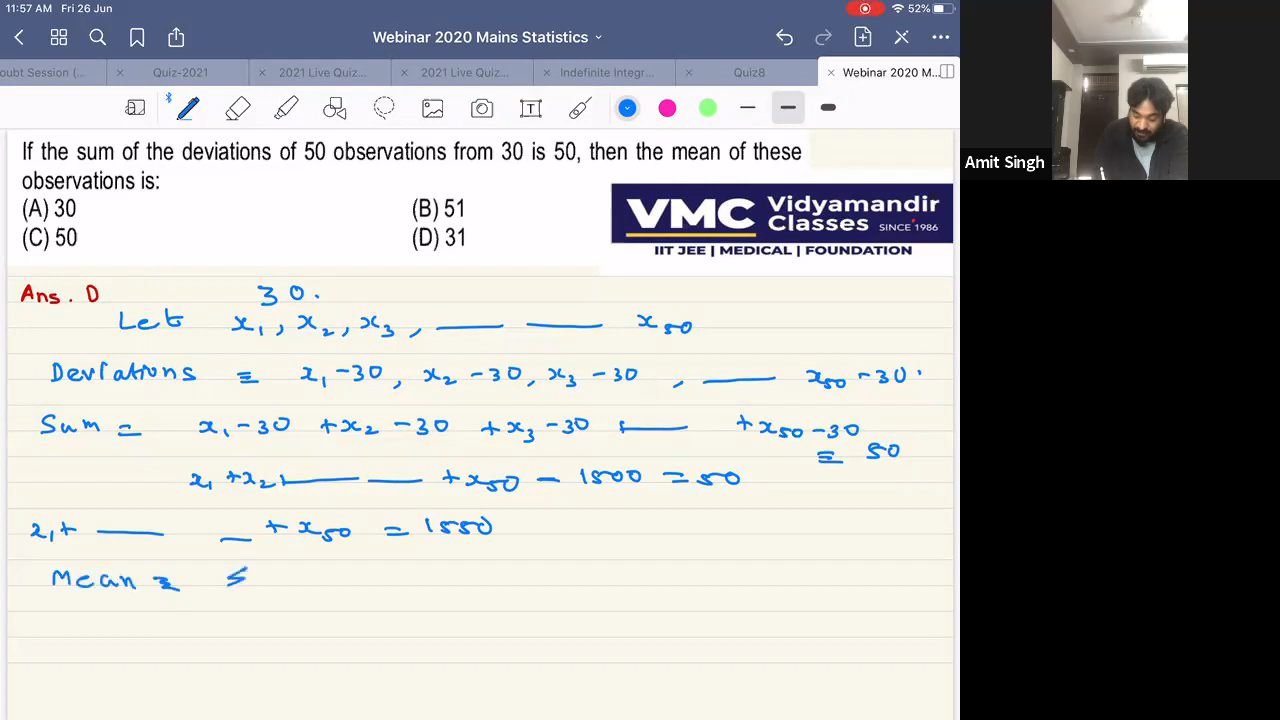 11:57 AM Fri 26 Jun
52%
Webinar 2020 Mains Statistics
oubt Session (...
Quiz-2021
2021 Live Quiz...
2021 Live Quiz...
Indefinite Integr...
Quiz8
Webinar 2020 M...
If the sum of the deviations of 50 observations from 30 is 50, then the mean of these
observations is:
(A) 30 (B) 51
(C) 50 (D) 31
VMC Vidyamandir Classes SINCE 1986
IIT JEE | MEDICAL | FOUNDATION
Amit Singh
Ans. D 30.
Let x₁, x₂, x₃, —— —— x₅₀
Deviations = x₁ -30, x₂ -30, x₃ -30, —— x₅₀ -30.
Sum = x₁ -30 +x₂ -30 +x₃ -30 —— +x₅₀ -30
= 50
x₁ +x₂+ —— —— +x₅₀ - 1500 = 50
x₁+ —— — + x₅₀ = 1550
Mean =